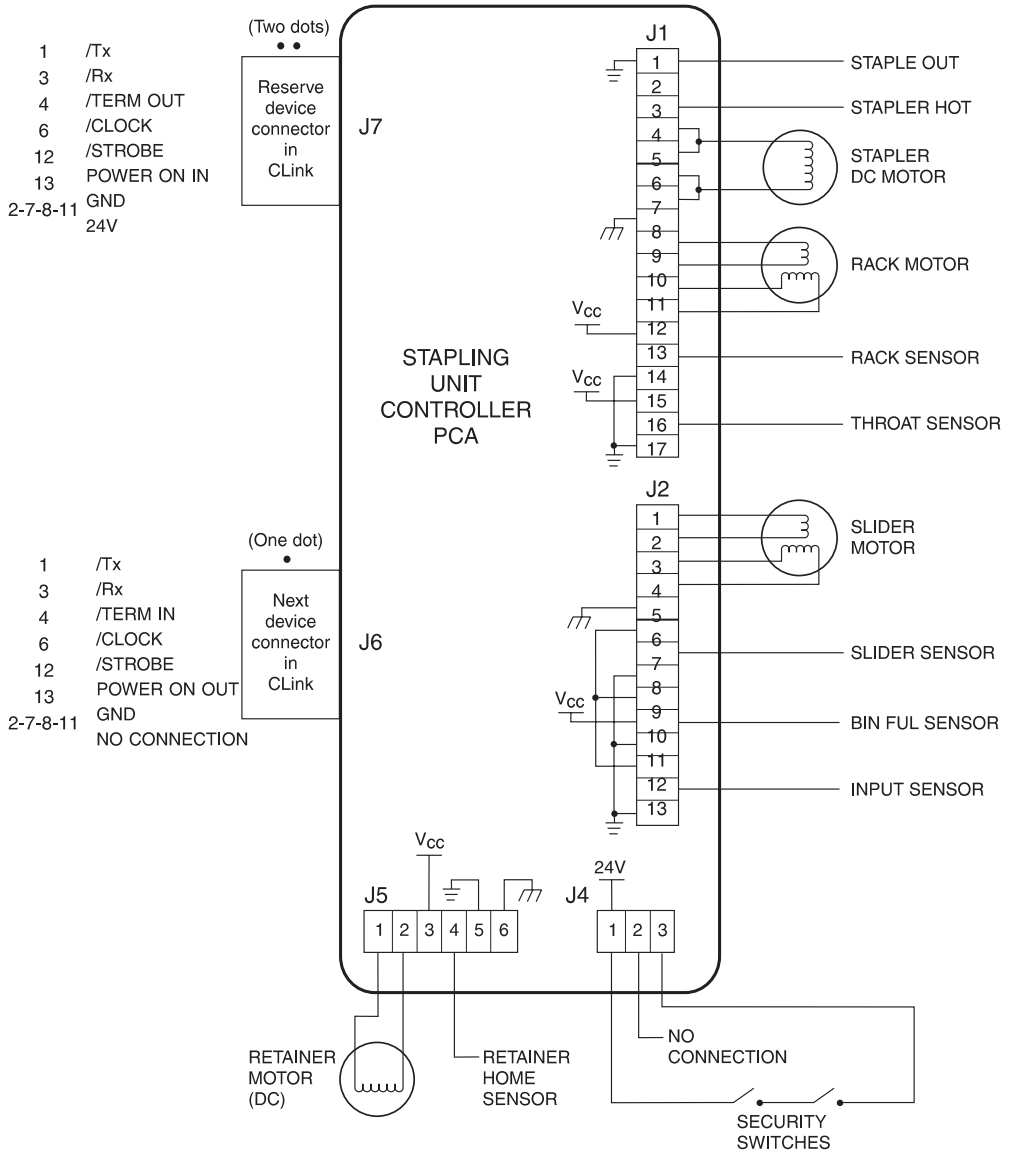 (Two dots)
1 /Tx
3 /Rx
4 /TERM OUT
6 /CLOCK
12 /STROBE
13 POWER ON IN
2-7-8-11 GND
24V
Reserve
device
connector
in
CLink
J7
J1
1
2
3
4
5
6
7
8
9
10
11
12
13
14
15
16
17
STAPLE OUT
STAPLER HOT
STAPLER
DC MOTOR
RACK MOTOR
VCC
RACK SENSOR
VCC
THROAT SENSOR
STAPLING
UNIT
CONTROLLER
PCA
J2
1
2
3
4
5
6
7
8
9
10
11
12
13
SLIDER
MOTOR
SLIDER SENSOR
VCC
BIN FUL SENSOR
INPUT SENSOR
(One dot)
1 /Tx
3 /Rx
4 /TERM IN
6 /CLOCK
12 /STROBE
13 POWER ON OUT
2-7-8-11 GND
NO CONNECTION
Next
device
connector
in
CLink
J6
VCC
J5
1 2 3 4 5 6
24V
J4
1 2 3
RETAINER
MOTOR
(DC)
RETAINER
HOME
SENSOR
NO
CONNECTION
SECURITY
SWITCHES